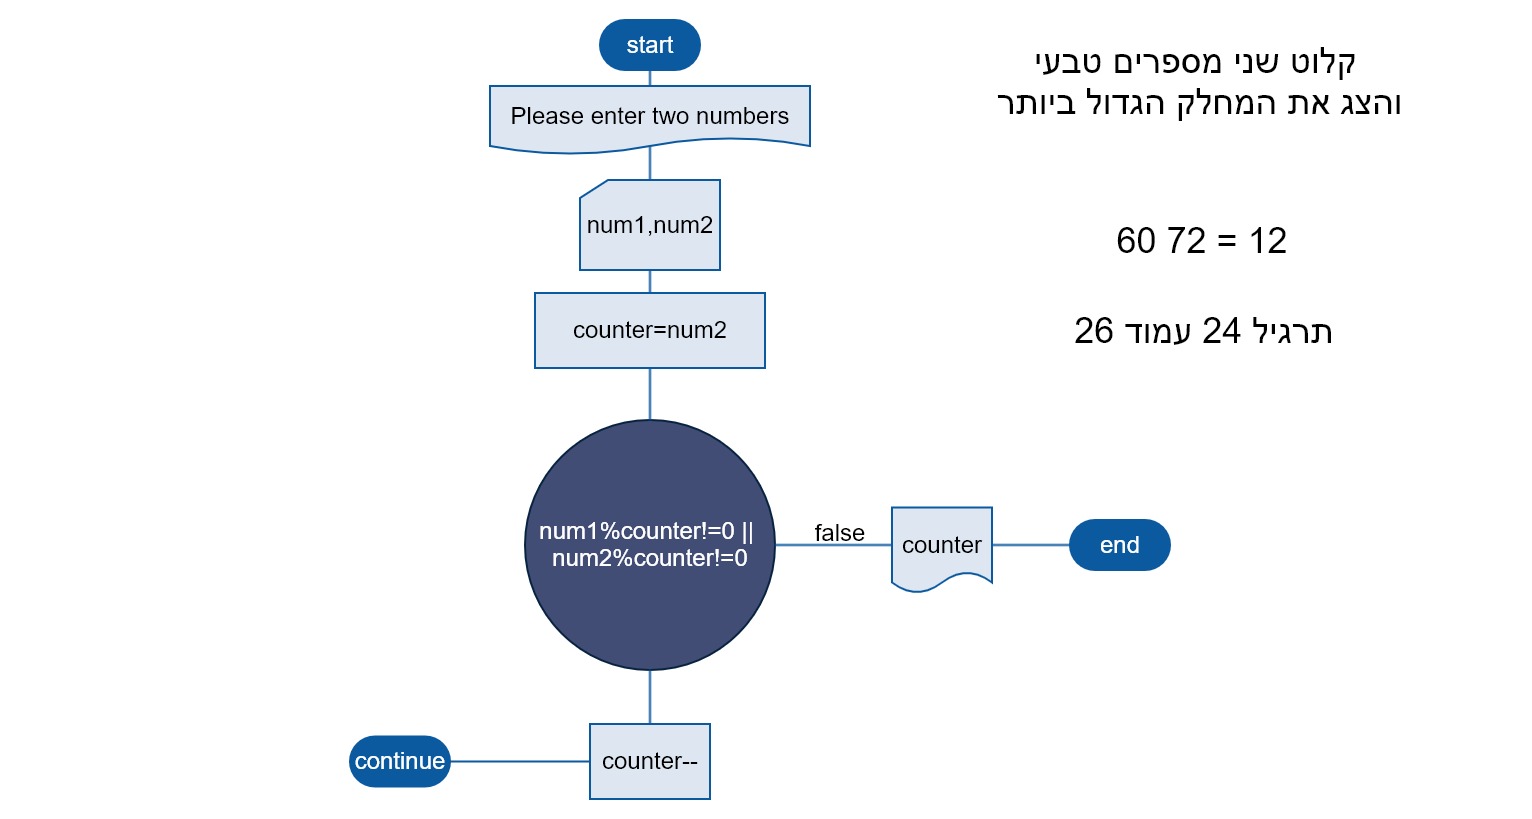 start
Please enter two numbers
num1,num2
counter=num2
num1%counter!=0 ||
num2%counter!=0
false
counter
end
counter--
continue
קלוט שני מספרים טבעי
והצג את המחלק הגדול ביותר
60 72 = 12
תרגיל 24 עמוד 26